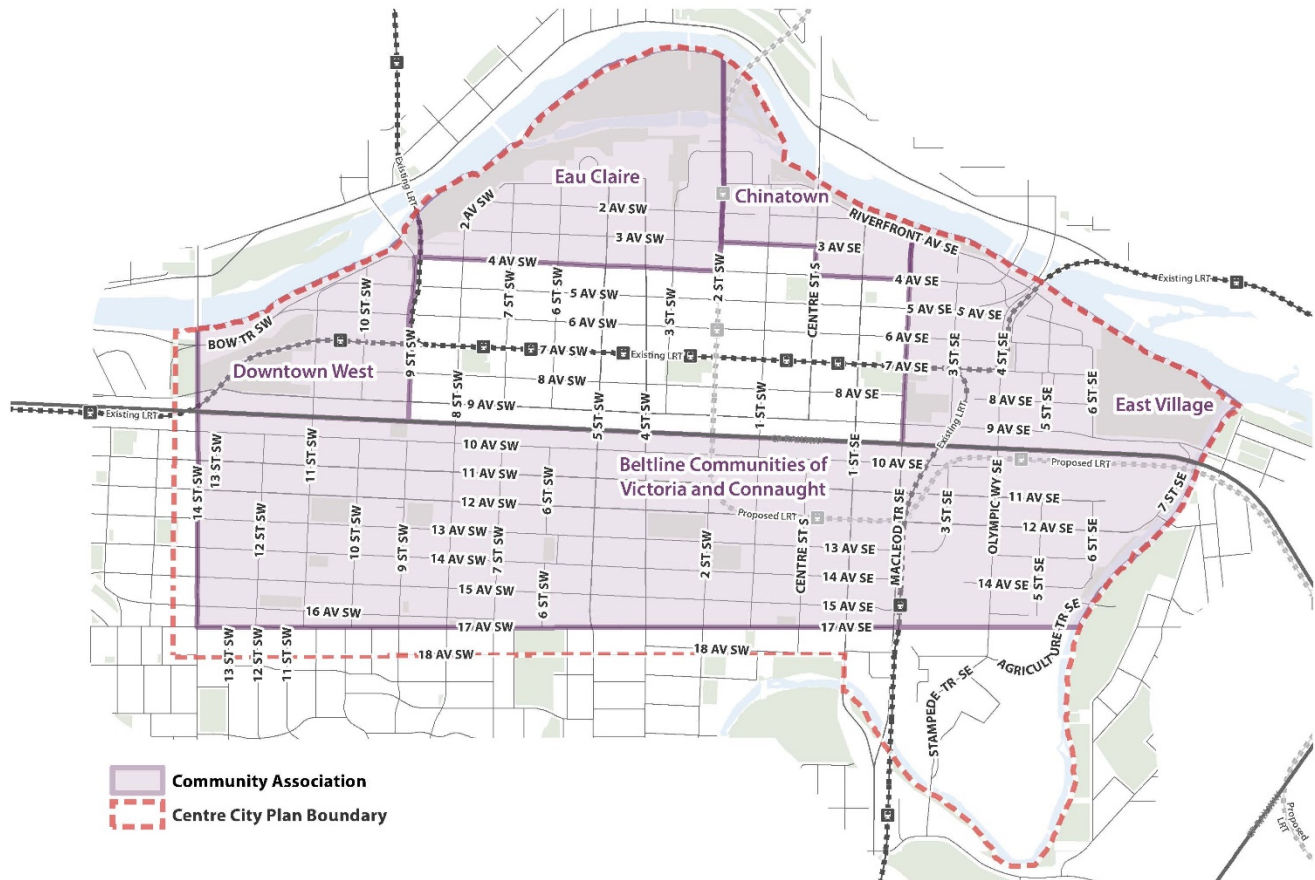 Existing LRT
Eau Claire
Chinatown
2 AV SW
2 AV SW
3 AV SW
RIVERFRONT AV SE
3 AV SE
4 AV SW
4 AV SE
Existing LRT
2 ST SW
CENTRE ST S
10 ST SW
7 ST SW
6 ST SW
3 ST SW
5 AV SW
5 AV SE
5 AV SE
6 AV SW
6 AV SE
BOW TR SW
9 ST SW
7 AV SW
Existing LRT
7 AV SE
3 ST SE
4 ST SE
Downtown West
8 AV SW
8 AV SE
8 AV SE
8 ST SW
5 ST SW
4 ST SW
1 ST SW
5 ST SE
6 ST SE
East Village
9 AV SW
9 AV SE
Existing LRT
Existing LRT
10 AV SW
10 AV SE
1 ST SE
14 ST SW
13 ST SW
11 ST SW
11 AV SW
6 ST SW
Beltline Communities of
Victoria and Connaught
Proposed LRT
OLYMPIC WY SE
11 AV SE
7 ST SE
12 AV SW
Proposed LRT
3 ST SE
12 AV SE
12 ST SW
10 ST SW
9 ST SW
13 AV SW
7 ST SW
2 ST SW
CENTRE ST S
13 AV SE
MACLEOD TR SE
6 ST SE
14 AV SW
14 AV SE
14 AV SE
5 ST SE
15 AV SW
6 ST SW
15 AV SE
16 AV SW
17 AV SW
17 AV SE
AGRICULTURE TR SE
13 ST SW
12 ST SW
11 ST SW
18 AV SW
18 AV SW
STAMPEDE TR SE
Community Association
Centre City Plan Boundary
Proposed
LRT